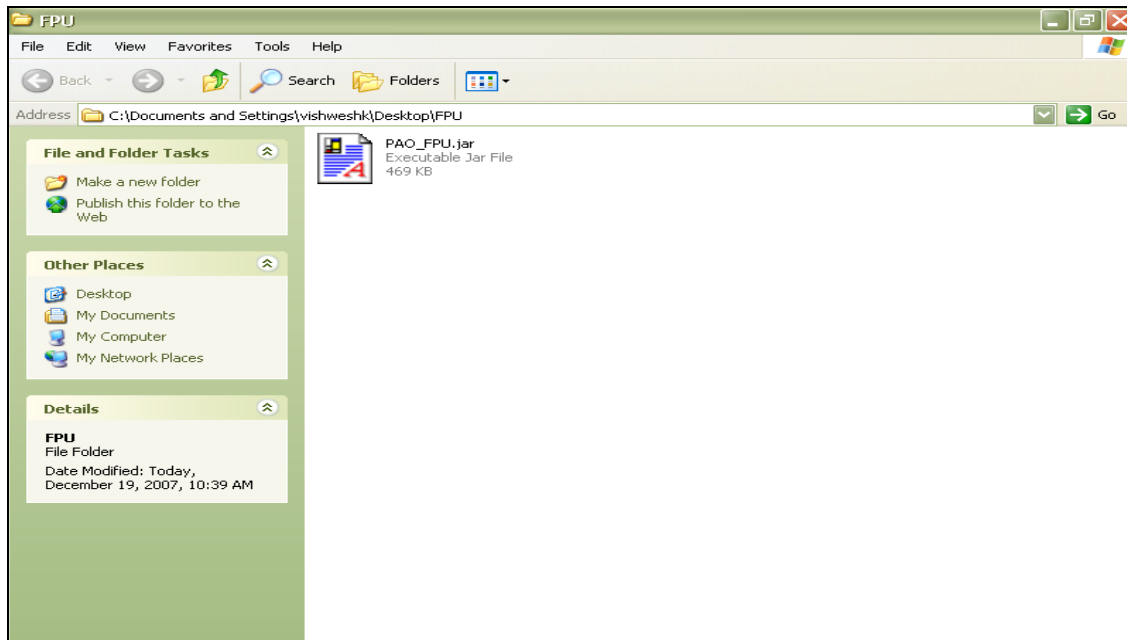 FPU
File Edit View Favorites Tools Help
Back Search Folders
Address C:\Documents and Settings\vishweshk\Desktop\FPU Go
File and Folder Tasks
Make a new folder
Publish this folder to the
Web
Other Places
Desktop
My Documents
My Computer
My Network Places
Details
FPU
File Folder
Date Modified: Today,
December 19, 2007, 10:39 AM
PAO_FPU.jar
Executable Jar File
469 KB